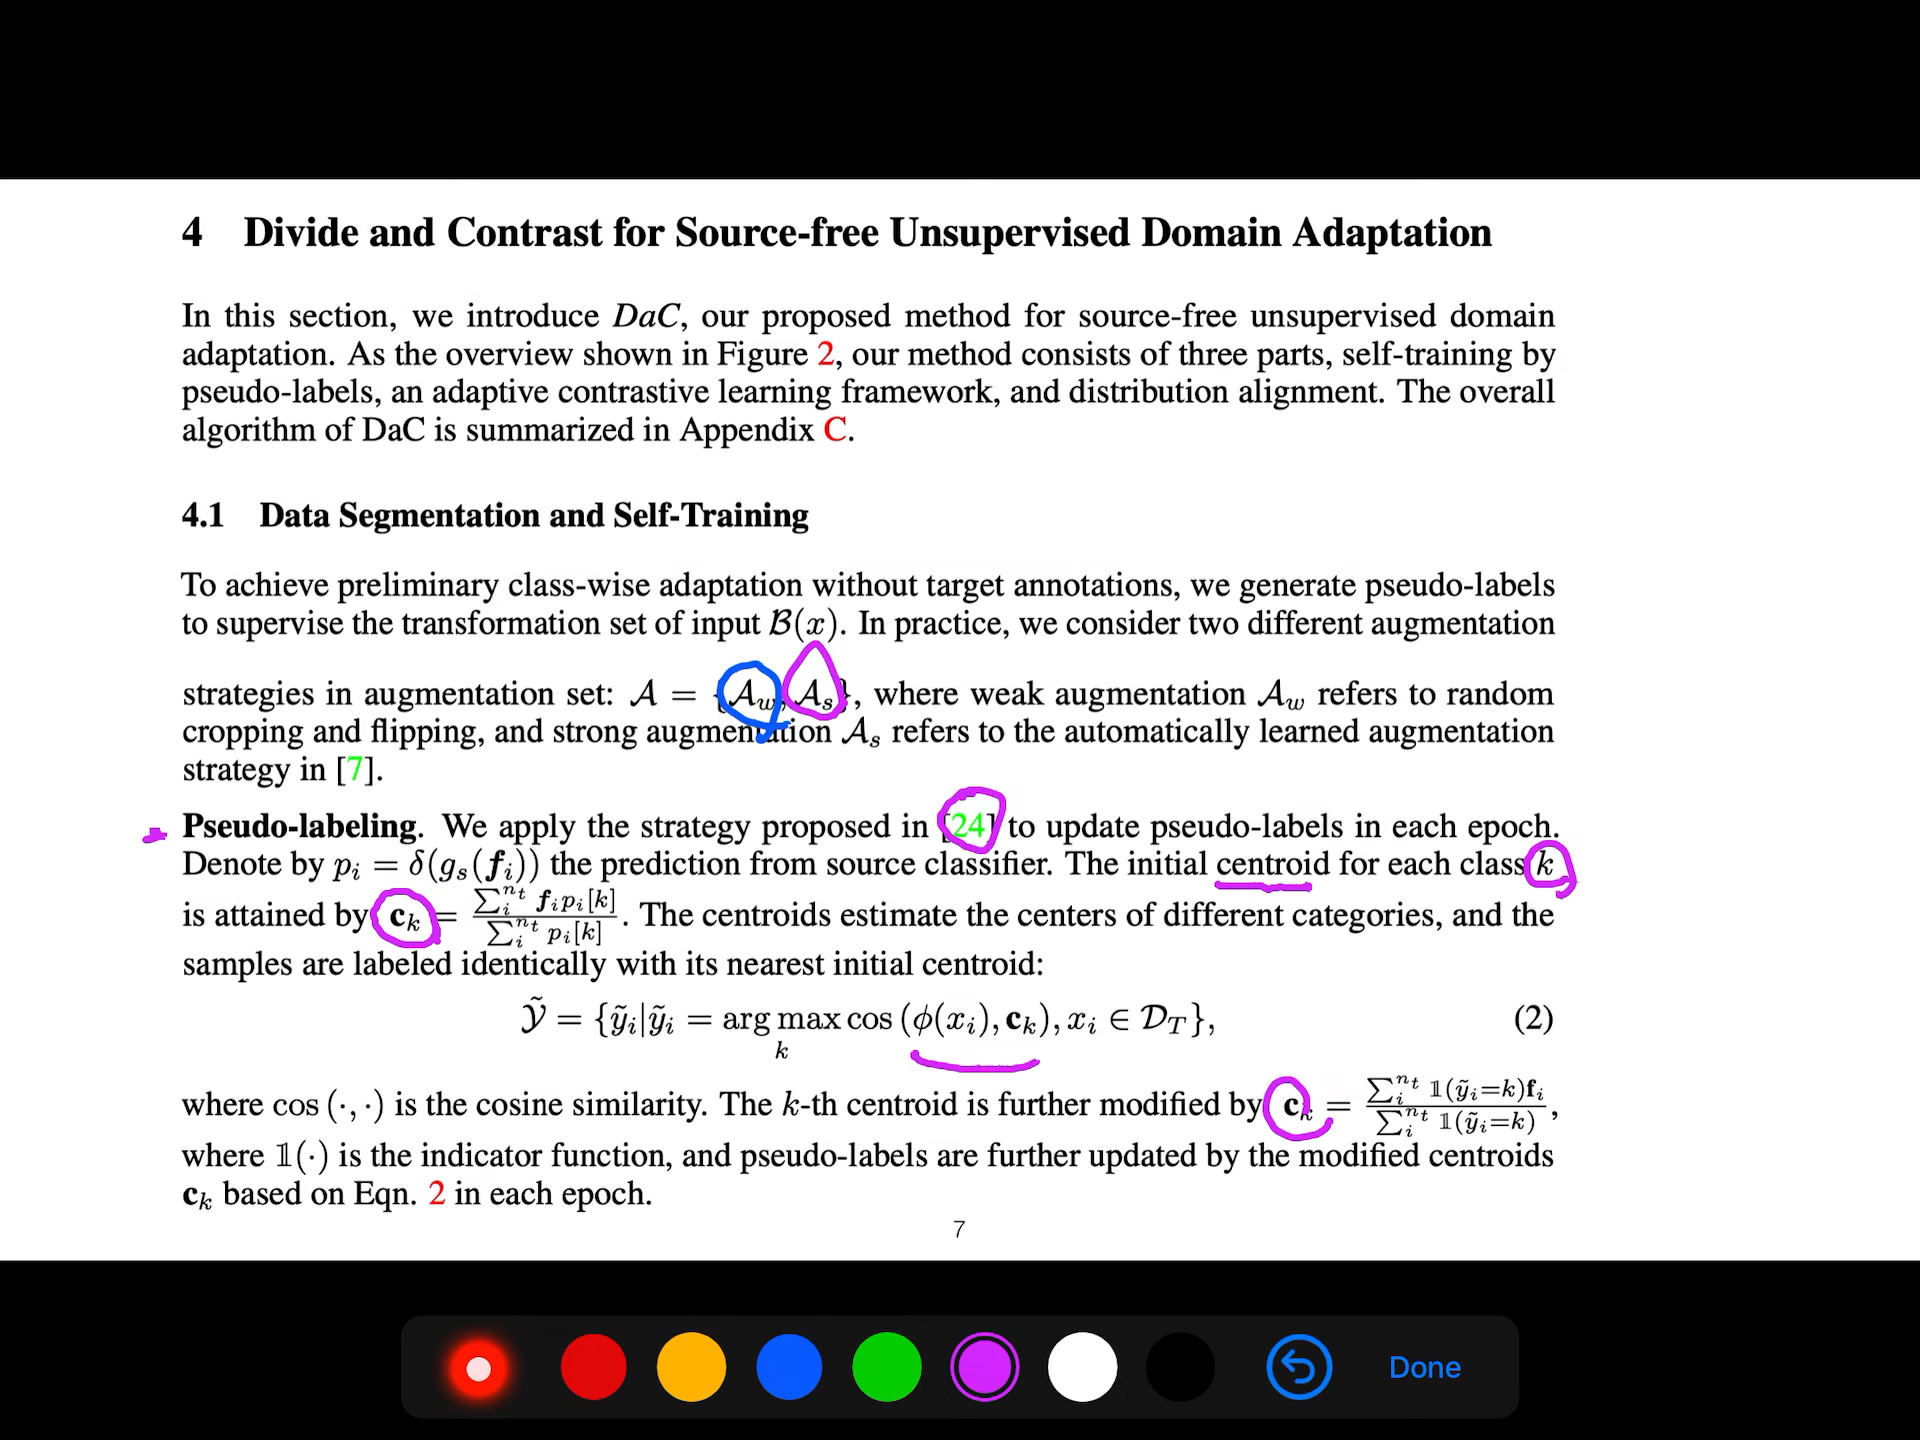 4 Divide and Contrast for Source-free Unsupervised Domain Adaptation
In this section, we introduce DaC, our proposed method for source-free unsupervised domain
adaptation. As the overview shown in Figure 2, our method consists of three parts, self-training by
pseudo-labels, an adaptive contrastive learning framework, and distribution alignment. The overall
algorithm of DaC is summarized in Appendix C.
4.1 Data Segmentation and Self-Training
To achieve preliminary class-wise adaptation without target annotations, we generate pseudo-labels
to supervise the transformation set of input 𝓑(x). In practice, we consider two different augmentation
strategies in augmentation set: 𝒜 = {𝒜_w, 𝒜_s}, where weak augmentation 𝒜_w refers to random
cropping and flipping, and strong augmentation 𝒜_s refers to the automatically learned augmentation
strategy in [7].
Pseudo-labeling. We apply the strategy proposed in [24] to update pseudo-labels in each epoch.
Denote by p_i = δ(g_s(f_i)) the prediction from source classifier. The initial centroid for each class k
is attained by c_k = \frac{∑_i^{n_t} f_i p_i[k]}{∑_i^{n_t} p_i[k]}. The centroids estimate the centers of different categories, and the
samples are labeled identically with its nearest initial centroid:
𝒴̃ = {ỹ_i|ỹ_i = arg max_k cos (ϕ(x_i), c_k), x_i ∈ 𝒟_T}, (2)
where cos (·, ·) is the cosine similarity. The k-th centroid is further modified by c_k = \frac{∑_i^{n_t} 𝟙(ỹ_i=k)f_i}{∑_i^{n_t} 𝟙(ỹ_i=k)},
where 𝟙(·) is the indicator function, and pseudo-labels are further updated by the modified centroids
c_k based on Eqn. 2 in each epoch.
7
Done